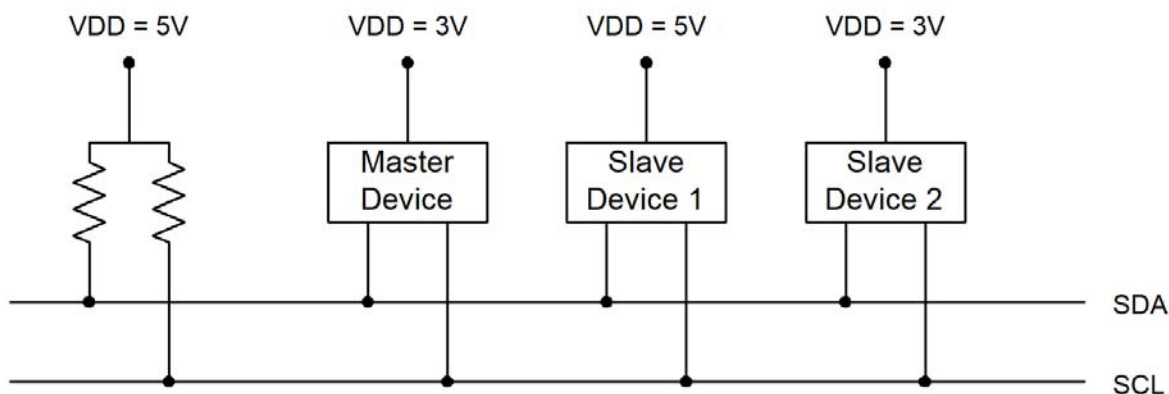 VDD = 5V
VDD = 3V
VDD = 5V
VDD = 3V
Master
Device
Slave
Device 1
Slave
Device 2
SDA
SCL